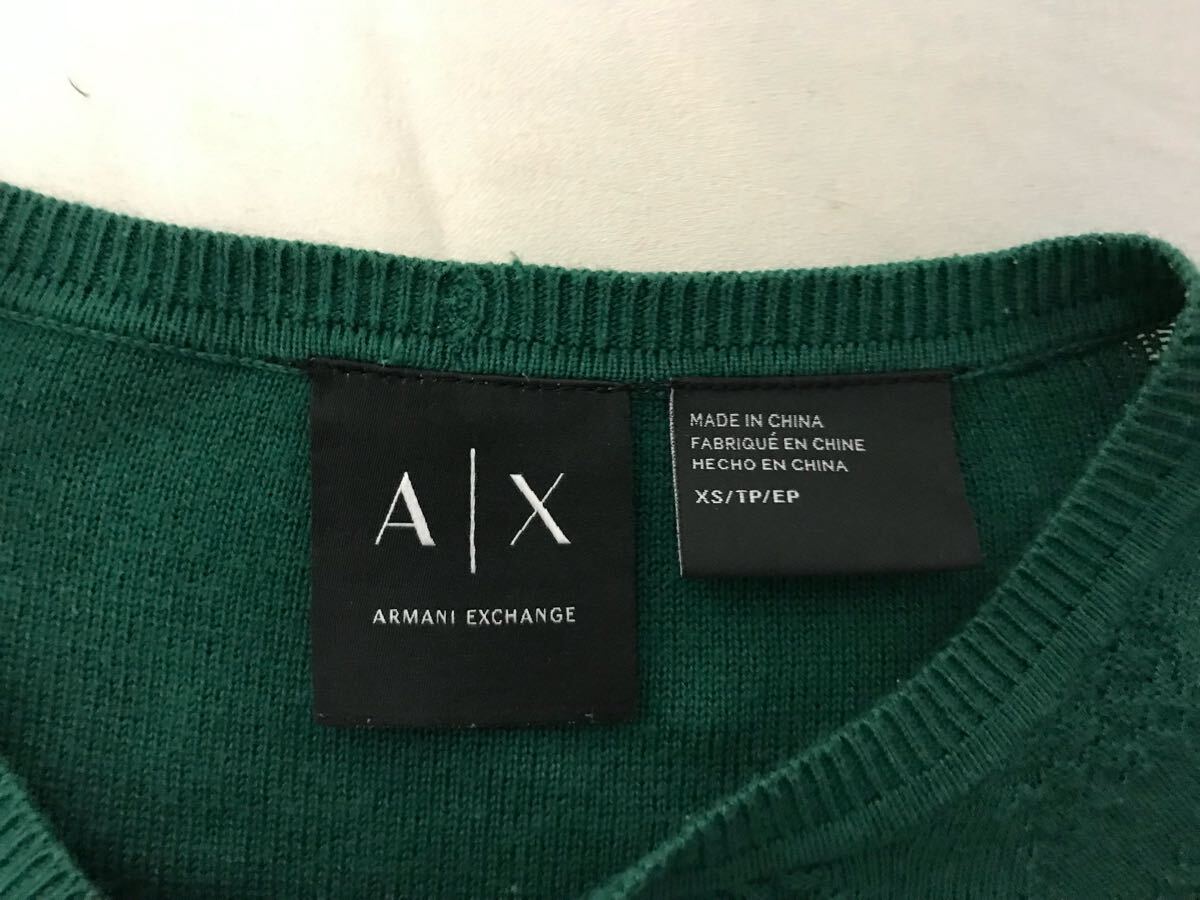 A|X
ARMANI EXCHANGE
MADE IN CHINA
FABRIQUÉ EN CHINE
HECHO EN CHINA
XS/TP/EP